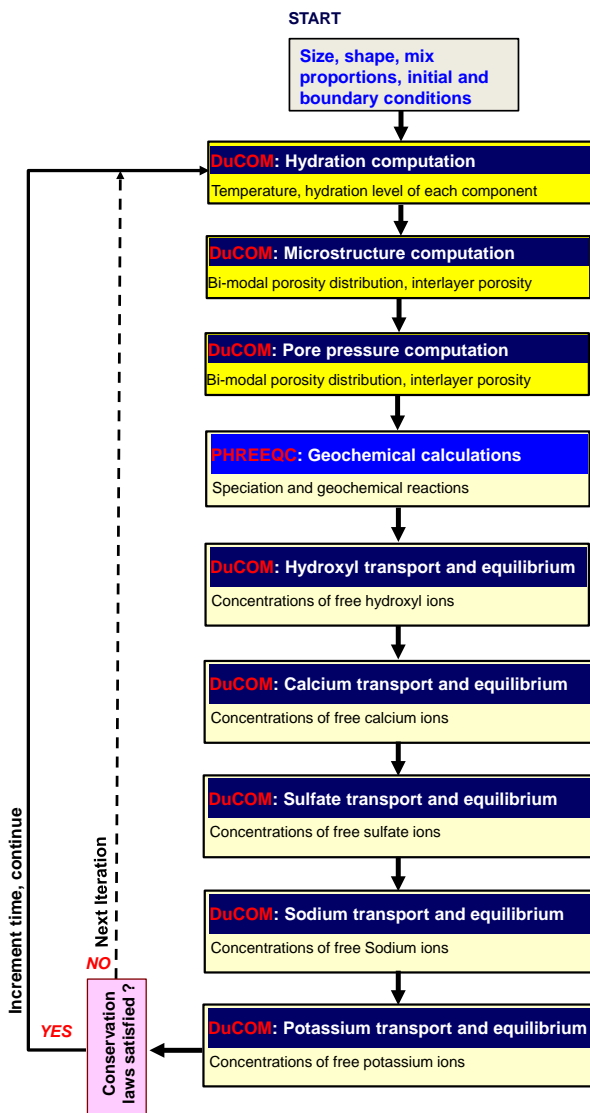 START
Size, shape, mix
proportions, initial and
boundary conditions
DuCOM: Hydration computation
Temperature, hydration level of each component
DuCOM: Microstructure computation
Bi-modal porosity distribution, interlayer porosity
DuCOM: Pore pressure computation
Bi-modal porosity distribution, interlayer porosity
PHREEQC: Geochemical calculations
Speciation and geochemical reactions
DuCOM: Hydroxyl transport and equilibrium
Concentrations of free hydroxyl ions
DuCOM: Calcium transport and equilibrium
Concentrations of free calcium ions
DuCOM: Sulfate transport and equilibrium
Concentrations of free sulfate ions
DuCOM: Sodium transport and equilibrium
Concentrations of free Sodium ions
DuCOM: Potassium transport and equilibrium
Concentrations of free potassium ions
Conservation
laws satisfied ?
NO
Next Iteration
YES
Increment time, continue